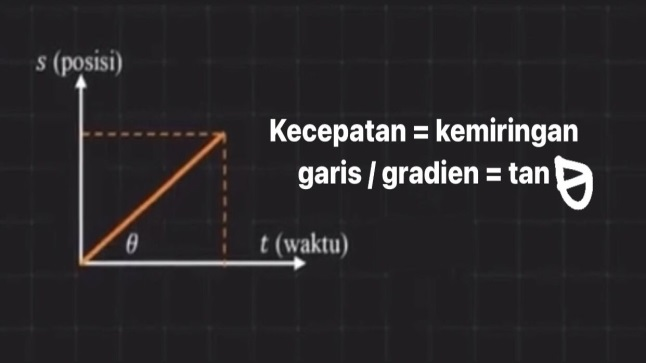 s (posisi)
Kecepatan = kemiringan
garis / gradien = tan θ
θ
t (waktu)